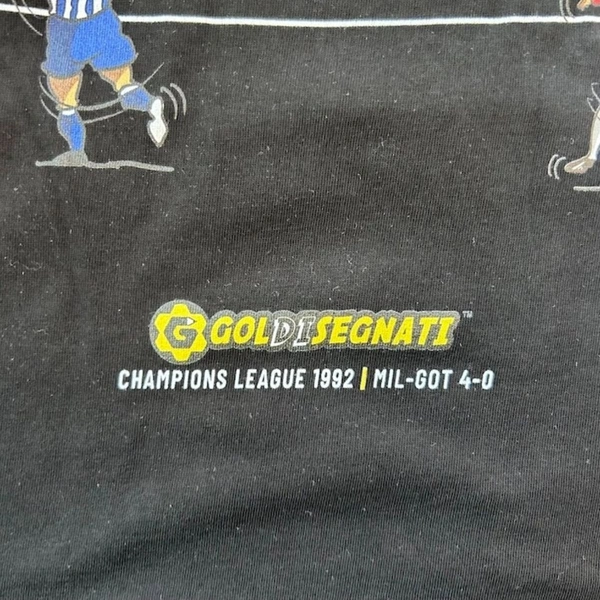 G GOLDISEGNATI™
CHAMPIONS LEAGUE 1992 | MIL-GOT 4-0